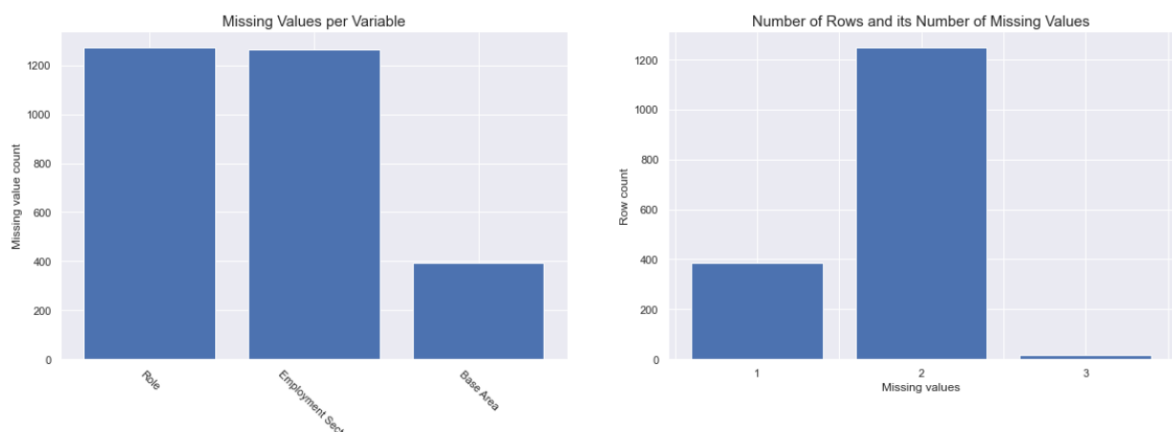 Missing Values per Variable
Missing value count
1200
1000
800
600
400
200
0
Role
Employment Sect
Base Area
Number of Rows and its Number of Missing Values
Row count
1200
1000
800
600
400
200
0
1
2
3
Missing values